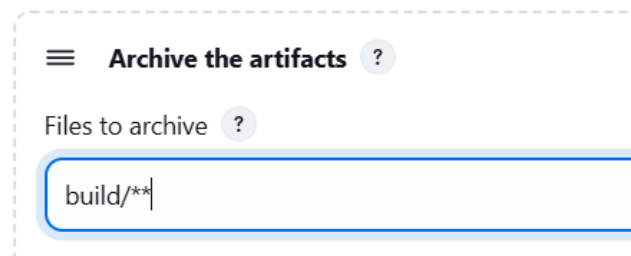 Archive the artifacts ?
Files to archive ?
build/**